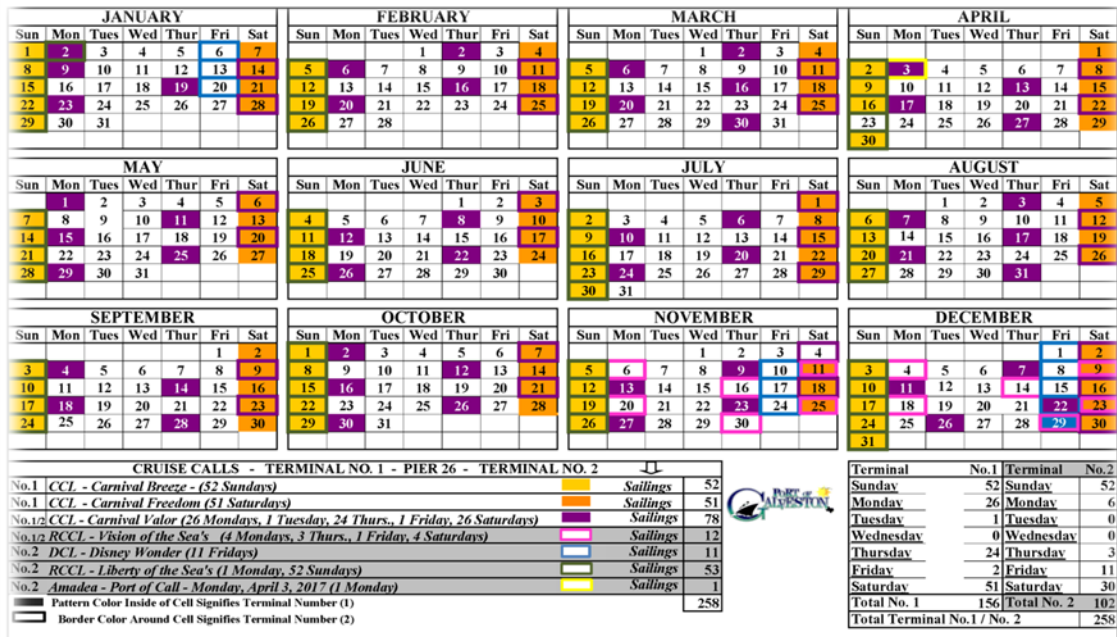 JANUARY FEBRUARY MARCH APRIL
Sun Mon Tues Wed Thur Fri Sat Sun Mon Tues Wed Thur Fri Sat Sun Mon Tues Wed Thur Fri Sat Sun Mon Tues Wed Thur Fri Sat
1 2 3 4 5 6 7 1 2 3 4 1 2 3 4 1
8 9 10 11 12 13 14 5 6 7 8 9 10 11 5 6 7 8 9 10 11 2 3 4 5 6 7 8
15 16 17 18 19 20 21 12 13 14 15 16 17 18 12 13 14 15 16 17 18 9 10 11 12 13 14 15
22 23 24 25 26 27 28 19 20 21 22 23 24 25 19 20 21 22 23 24 25 16 17 18 19 20 21 22
29 30 31 26 27 28 26 27 28 29 30 31 23 24 25 26 27 28 29
30
MAY JUNE JULY AUGUST
Sun Mon Tues Wed Thur Fri Sat Sun Mon Tues Wed Thur Fri Sat Sun Mon Tues Wed Thur Fri Sat Sun Mon Tues Wed Thur Fri Sat
1 2 3 4 5 6 1 2 3 1 1 2 3 4 5
7 8 9 10 11 12 13 4 5 6 7 8 9 10 2 3 4 5 6 7 8 6 7 8 9 10 11 12
14 15 16 17 18 19 20 11 12 13 14 15 16 17 9 10 11 12 13 14 15 13 14 15 16 17 18 19
21 22 23 24 25 26 27 18 19 20 21 22 23 24 16 17 18 19 20 21 22 20 21 22 23 24 25 26
28 29 30 31 25 26 27 28 29 30 23 24 25 26 27 28 29 27 28 29 30 31
30 31
SEPTEMBER OCTOBER NOVEMBER DECEMBER
Sun Mon Tues Wed Thur Fri Sat Sun Mon Tues Wed Thur Fri Sat Sun Mon Tues Wed Thur Fri Sat Sun Mon Tues Wed Thur Fri Sat
1 2 1 2 3 4 5 6 7 1 2 3 4 1 2
3 4 5 6 7 8 9 8 9 10 11 12 13 14 5 6 7 8 9 10 11 3 4 5 6 7 8 9
10 11 12 13 14 15 16 15 16 17 18 19 20 21 12 13 14 15 16 17 18 10 11 12 13 14 15 16
17 18 19 20 21 22 23 22 23 24 25 26 27 28 19 20 21 22 23 24 25 17 18 19 20 21 22 23
24 25 26 27 28 29 30 29 30 31 26 27 28 29 30 24 25 26 27 28 29 30
31
CRUISE CALLS - TERMINAL NO. 1 - PIER 26 - TERMINAL NO. 2
No.1 CCL - Carnival Breeze - (52 Sundays) Sailings 52
No.1 CCL - Carnival Freedom (51 Saturdays) Sailings 51
No.1/2 CCL - Carnival Valor (26 Mondays, 1 Tuesday, 24 Thurs., 1 Friday, 26 Saturdays) Sailings 78
No.1/2 RCCL - Vision of the Sea's (4 Mondays, 3 Thurs., 1 Friday, 4 Saturdays) Sailings 12
No.2 DCL - Disney Wonder (11 Fridays) Sailings 11
No.2 RCCL - Liberty of the Sea's (1 Monday, 52 Sundays) Sailings 53
No.2 Amadea - Port of Call - Monday, April 3, 2017 (1 Monday) Sailings 1
Pattern Color Inside of Cell Signifies Terminal Number (1) 258
Border Color Around Cell Signifies Terminal Number (2)
PORT OF
GALVESTON
Terminal No.1 Terminal No.2
Sunday 52 Sunday 52
Monday 26 Monday 6
Tuesday 1 Tuesday 0
Wednesday 0 Wednesday 0
Thursday 24 Thursday 3
Friday 2 Friday 11
Saturday 51 Saturday 30
Total No. 1 156 Total No. 2 102
Total Terminal No.1 / No. 2 258